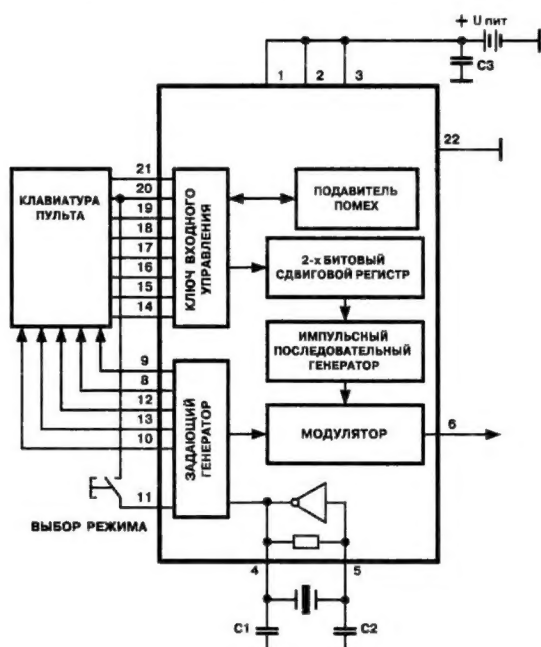 + U пит
C3
1 2 3
22
КЛАВИАТУРА
ПУЛЬТА
21
20
19
18
17
16
15
14
КЛЮЧ ВХОДНОГО
УПРАВЛЕНИЯ
ПОДАВИТЕЛЬ
ПОМЕХ
2-х БИТОВЫЙ
СДВИГОВОЙ РЕГИСТР
ИМПУЛЬСНЫЙ
ПОСЛЕДОВАТЕЛЬНЫЙ
ГЕНЕРАТОР
9
8
12
13
10
11
ЗАДАЮЩИЙ
ГЕНЕРАТОР
МОДУЛЯТОР
6
ВЫБОР РЕЖИМА
4 5
C1 C2